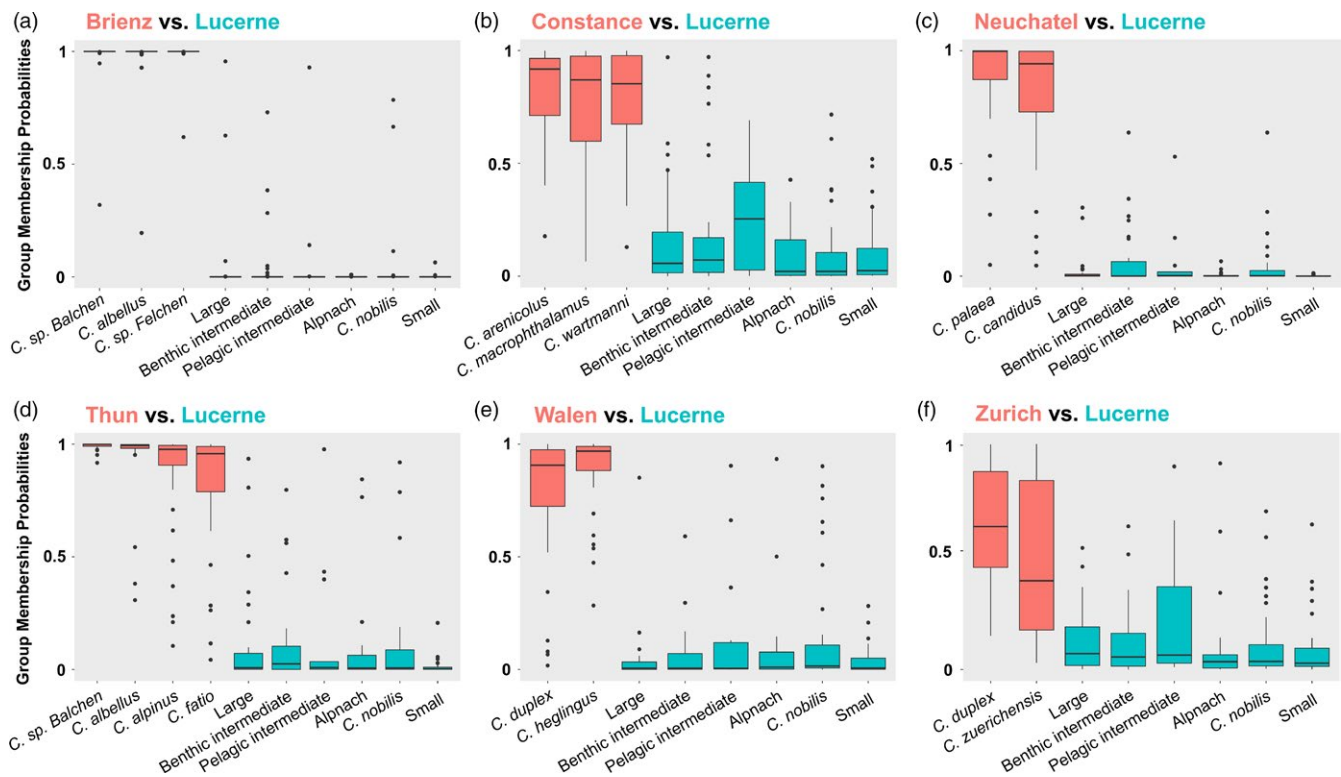 (a) Brienz vs. Lucerne
Group Membership Probabilities
1
0.5
0
C. sp. Balchen
C. albellus
C. sp. Felchen
Large
Benthic intermediate
Pelagic intermediate
Alpnach
C. nobilis
Small
(b) Constance vs. Lucerne
1
0.5
0
C. arenicolus
C. macrophthalamus
C. wartmanni
Large
Benthic intermediate
Pelagic intermediate
Alpnach
C. nobilis
Small
(c) Neuchatel vs. Lucerne
1
0.5
0
C. palaea
C. candidus
Large
Benthic intermediate
Pelagic intermediate
Alpnach
C. nobilis
Small
(d) Thun vs. Lucerne
Group Membership Probabilities
1
0.5
0
C. sp. Balchen
C. albellus
C. alpinus
C. fatio
Large
Benthic intermediate
Pelagic intermediate
Alpnach
C. nobilis
Small
(e) Walen vs. Lucerne
1
0.5
0
C. duplex
C. heglingus
Large
Benthic intermediate
Pelagic intermediate
Alpnach
C. nobilis
Small
(f) Zurich vs. Lucerne
1
0.5
0
C. duplex
C. zuerichensis
Large
Benthic intermediate
Pelagic intermediate
Alpnach
C. nobilis
Small